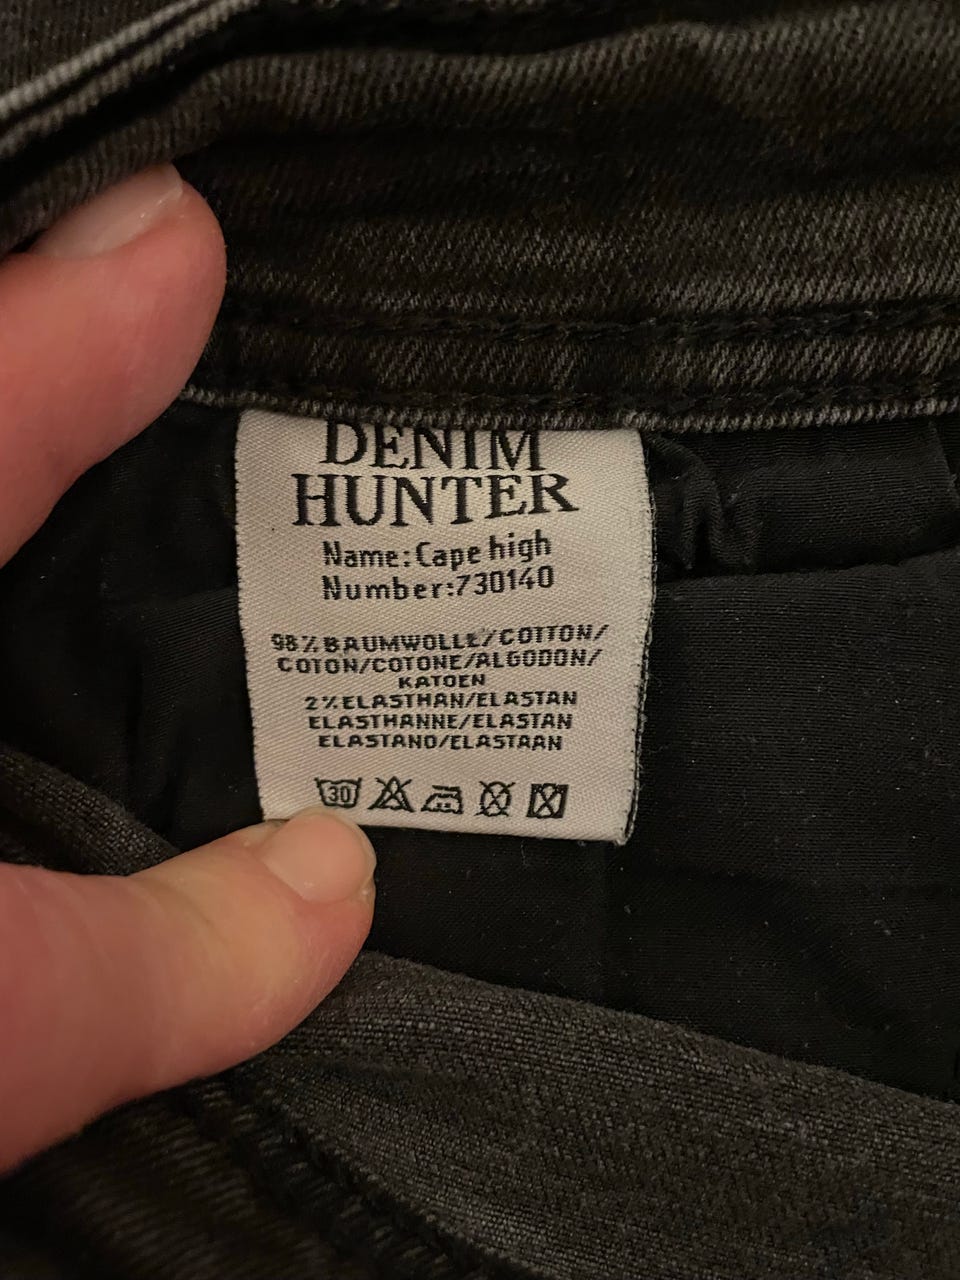 DENIM
HUNTER
Name:Cape high
Number:730140
98%BAUMWOLLE/COTTON/
COTON/COTONE/ALGODON/
KATOEN
2%ELASTHAN/ELASTAN
ELASTHANNE/ELASTAN
ELASTANO/ELASTAAN
30